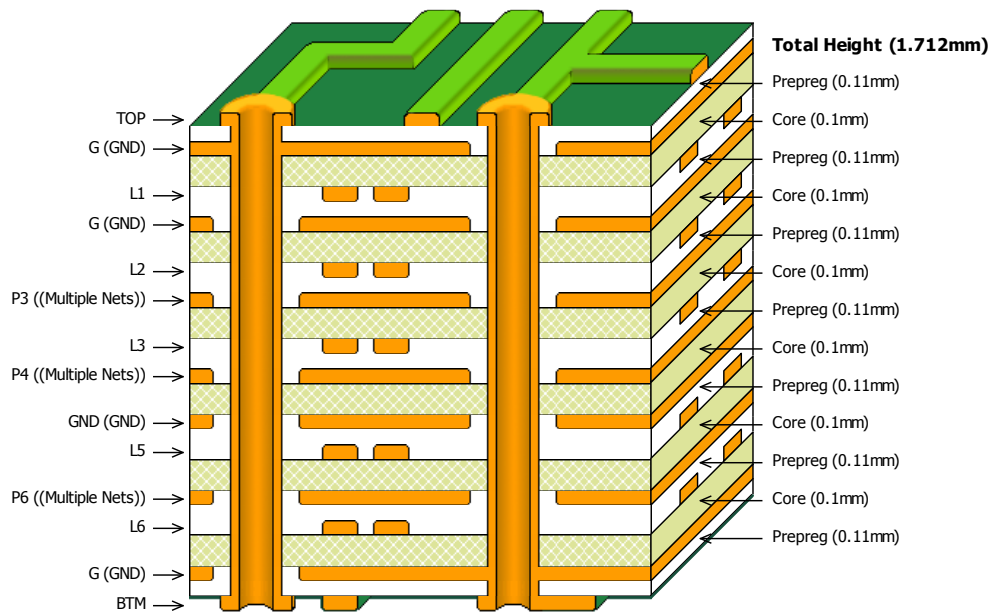 Total Height (1.712mm)
TOP
G (GND)
L1
G (GND)
L2
P3 ((Multiple Nets))
L3
P4 ((Multiple Nets))
GND (GND)
L5
P6 ((Multiple Nets))
L6
G (GND)
BTM
Prepreg (0.11mm)
Core (0.1mm)
Prepreg (0.11mm)
Core (0.1mm)
Prepreg (0.11mm)
Core (0.1mm)
Prepreg (0.11mm)
Core (0.1mm)
Prepreg (0.11mm)
Core (0.1mm)
Prepreg (0.11mm)
Core (0.1mm)
Prepreg (0.11mm)